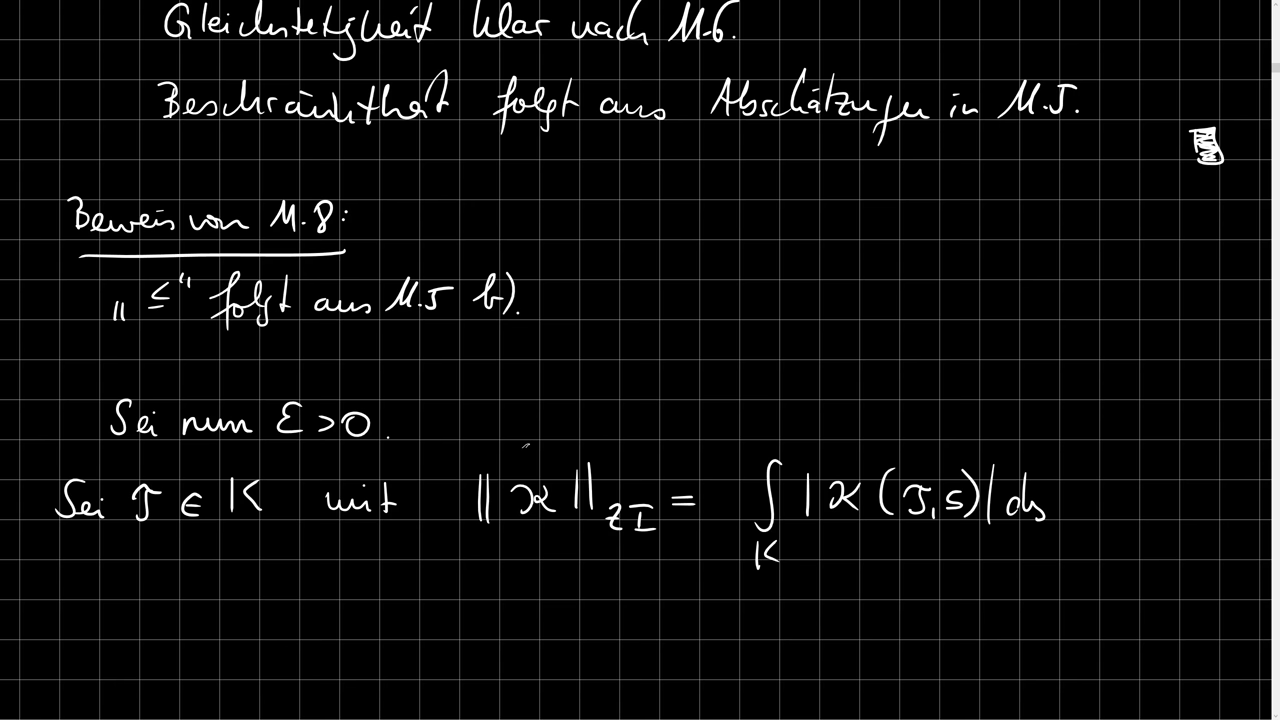 Gleichstetigkeit klar nach M.6.
Beschränktheit folgt aus Abschätzungen in M.5.
Beweis von M.8:
„≤“ folgt aus M.5 b).
Sei nun ε > 0.
Sei τ ∈ K mit ‖𝜘‖_{ZI} = ∫_K |𝜘(τ,s)| ds